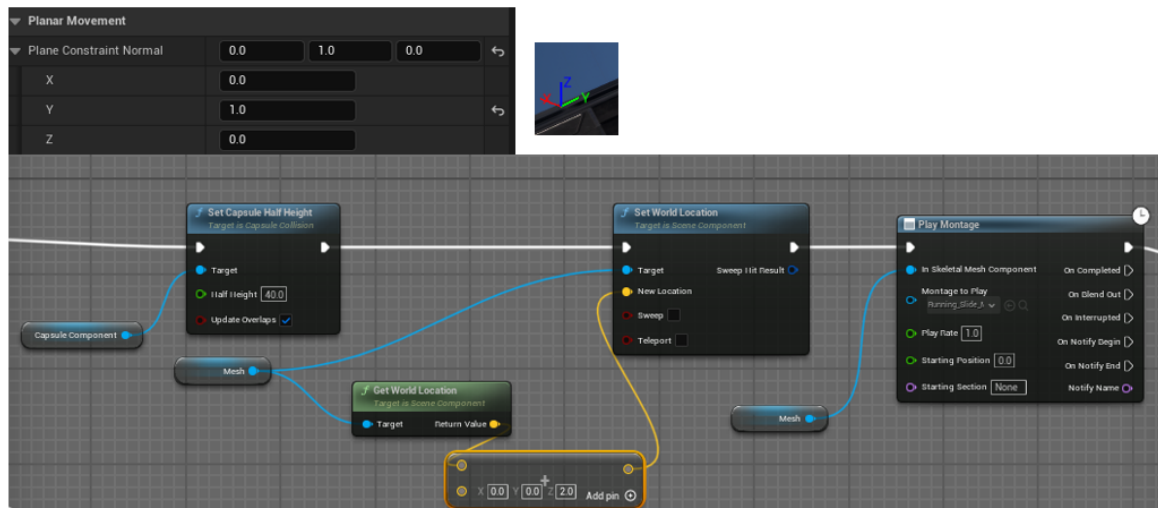 Planar Movement
Plane Constraint Normal 0.0 1.0 0.0
X 0.0
Y 1.0
Z 0.0
X Z Y
Set Capsule Half Height
Target is Capsule Collision
Target
Half Height 40.0
Update Overlaps
Capsule Component
Mesh
Get World Location
Target is Scene Component
Target Return Value
X 0.0 Y 0.0 Z 2.0 Add pin
Set World Location
Target is Scene Component
Target Sweep Hit Result
New Location
Sweep
Teleport
Mesh
Play Montage
In Skeletal Mesh Component On Completed
Montage to Play On Blend Out
Running_Slide_
On Interrupted
Play Rate 1.0 On Notify Begin
Starting Position 0.0 On Notify End
Starting Section None Notify Name